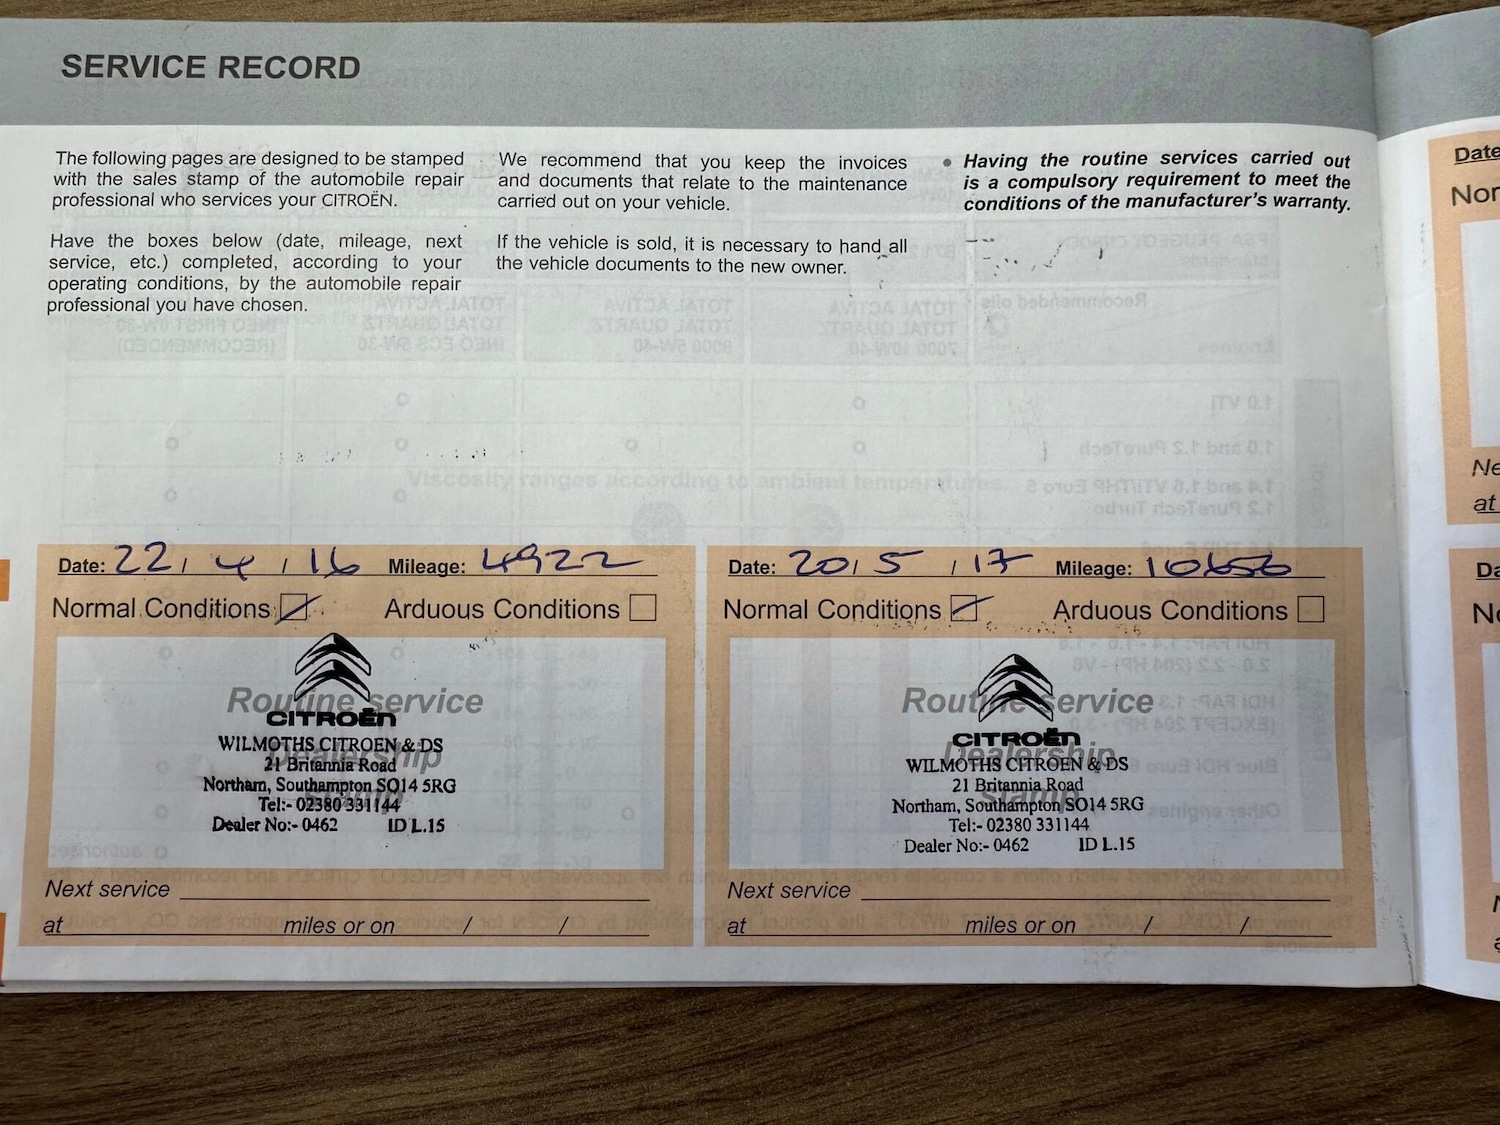 SERVICE RECORD
The following pages are designed to be stamped
with the sales stamp of the automobile repair
professional who services your CITROËN.
Have the boxes below (date, mileage, next
service, etc.) completed, according to your
operating conditions, by the automobile repair
professional you have chosen.
We recommend that you keep the invoices
and documents that relate to the maintenance
carried out on your vehicle.
If the vehicle is sold, it is necessary to hand all
the vehicle documents to the new owner.
• Having the routine services carried out
is a compulsory requirement to meet the
conditions of the manufacturer's warranty.
Date: 22 / 4 / 16 Mileage: 4922
Normal Conditions Arduous Conditions
Routine service
CITROËN
WILMOTHS CITROEN & DS
Dealership
21 Britannia Road
Northam, Southampton SO14 5RG
stamp
Tel:- 02380 331144
Dealer No:- 0462 ID L.15
Next service
at miles or on / /
Date: 20 / 5 / 17 Mileage: 10656
Normal Conditions Arduous Conditions
Routine service
CITROËN
Dealership
WILMOTHS CITROEN & DS
21 Britannia Road
stamp
Northam, Southampton SO14 5RG
Tel:- 02380 331144
Dealer No:- 0462 ID L.15
Next service
at miles or on / /
Date
at